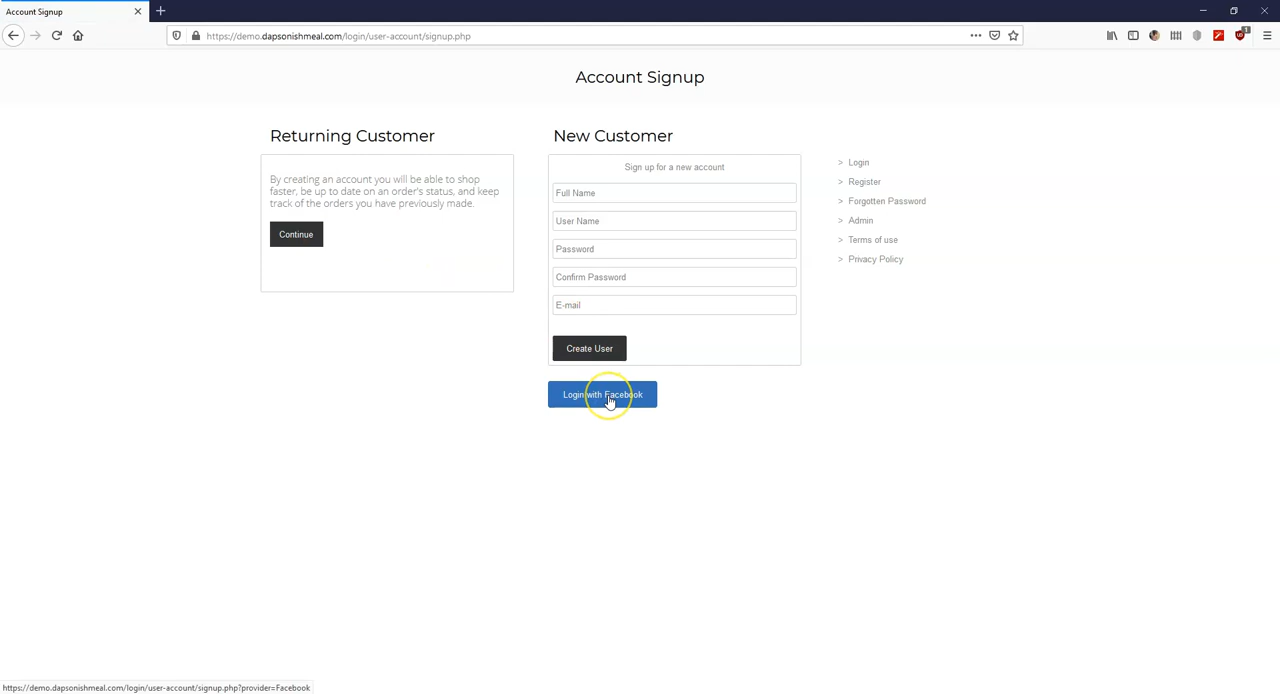 Account Signup
https://demo.dapsonishmeal.com/login/user-account/signup.php
1
Account Signup
Returning Customer
By creating an account you will be able to shop
faster, be up to date on an order's status, and keep
track of the orders you have previously made.
Continue
New Customer
Sign up for a new account
Full Name
User Name
Password
Confirm Password
E-mail
Create User
Login with Facebook
> Login
> Register
> Forgotten Password
> Admin
> Terms of use
> Privacy Policy
https://demo.dapsonishmeal.com/login/user-account/signup.php?provider=Facebook